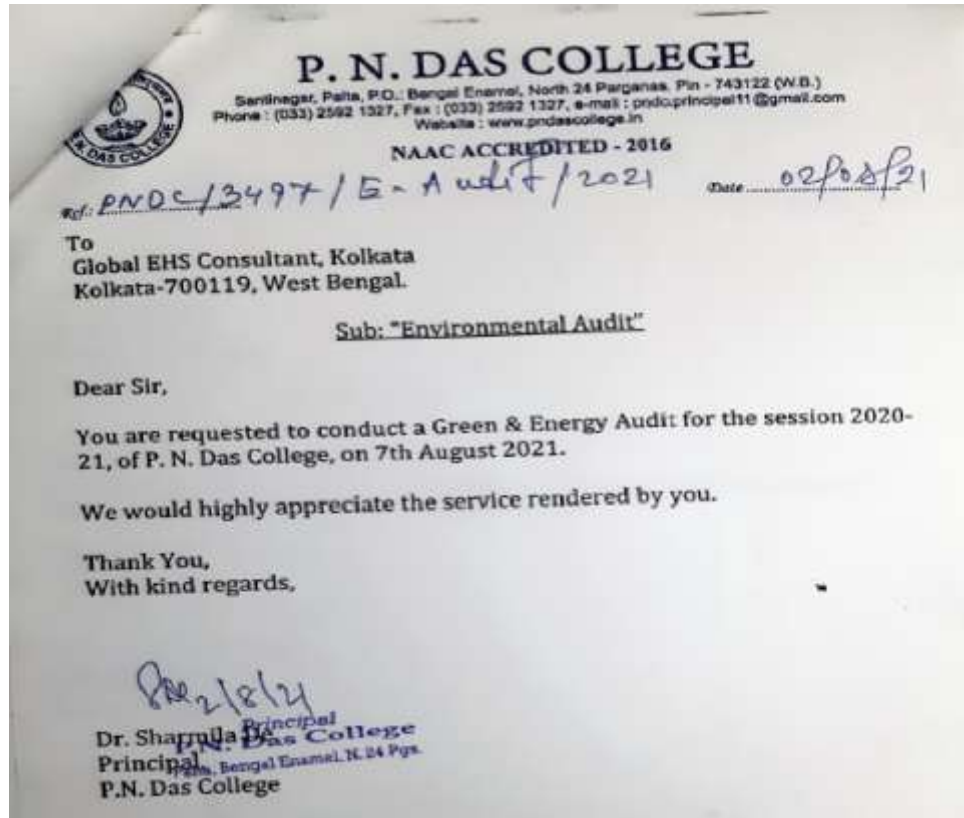 P. N. DAS COLLEGE
Santinagar, Palta, P.O.: Bengal Enamel, North 24 Parganas, Pin - 743122 (W.B.)
Phone : (033) 2592 1327, Fax : (033) 2592 1327, e-mail : pndc.principal11@gmail.com
Website : www.pndascollege.in
NAAC ACCREDITED - 2016
Ref.: PNDC/3497/E-Audit/2021 Date 02/08/21
To
Global EHS Consultant, Kolkata
Kolkata-700119, West Bengal.
Sub: "Environmental Audit"
Dear Sir,
You are requested to conduct a Green & Energy Audit for the session 2020-
21, of P. N. Das College, on 7th August 2021.
We would highly appreciate the service rendered by you.
Thank You,
With kind regards,
2/8/21
Principal
Dr. Sharmila De
P.N. Das College
Principal
Bengal Enamel, N. 24 Pgs.
P.N. Das College